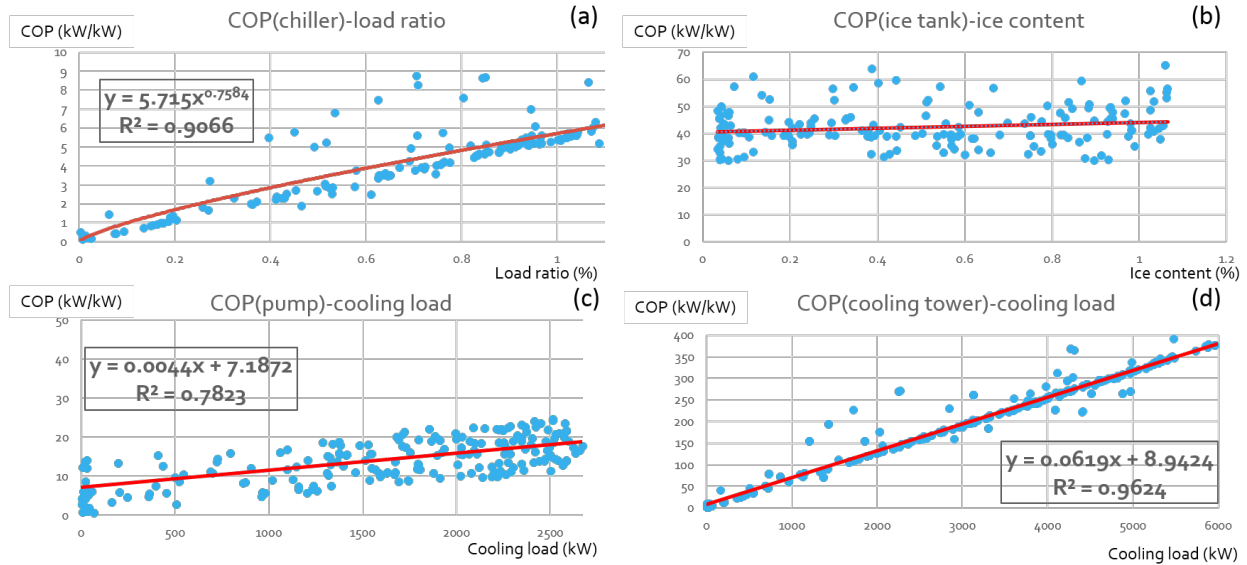 COP(chiller)-load ratio
(a)
COP (kW/kW)
10
9
8
7
6
5
4
3
2
1
0
y = 5.715x^0.7584
R² = 0.9066
0
0.2
0.4
0.6
0.8
1
Load ratio (%)
COP(ice tank)-ice content
(b)
COP (kW/kW)
70
60
50
40
30
20
10
0
0
0.2
0.4
0.6
0.8
1
1.2
Ice content (%)
COP (kW/kW)
COP(pump)-cooling load
(c)
50
40
30
20
10
0
y = 0.0044x + 7.1872
R² = 0.7823
0
500
1000
1500
2000
2500
Cooling load (kW)
COP (kW/kW)
COP(cooling tower)-cooling load
(d)
400
350
300
250
200
150
100
50
0
y = 0.0619x + 8.9424
R² = 0.9624
0
1000
2000
3000
4000
5000
6000
Cooling load (kW)